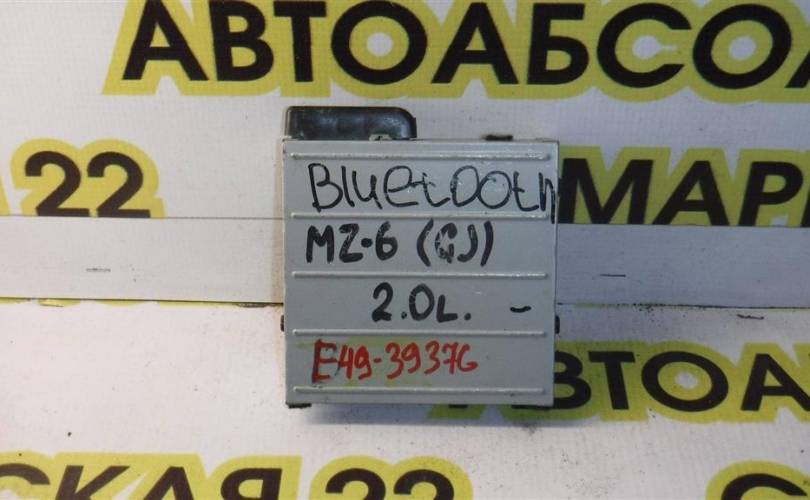 АВТОАБСОЛ
22
МАР
Bluetooth
MZ-6 (GJ)
2.0L. -
E49-39376
ВТОА
СКАЯ 22